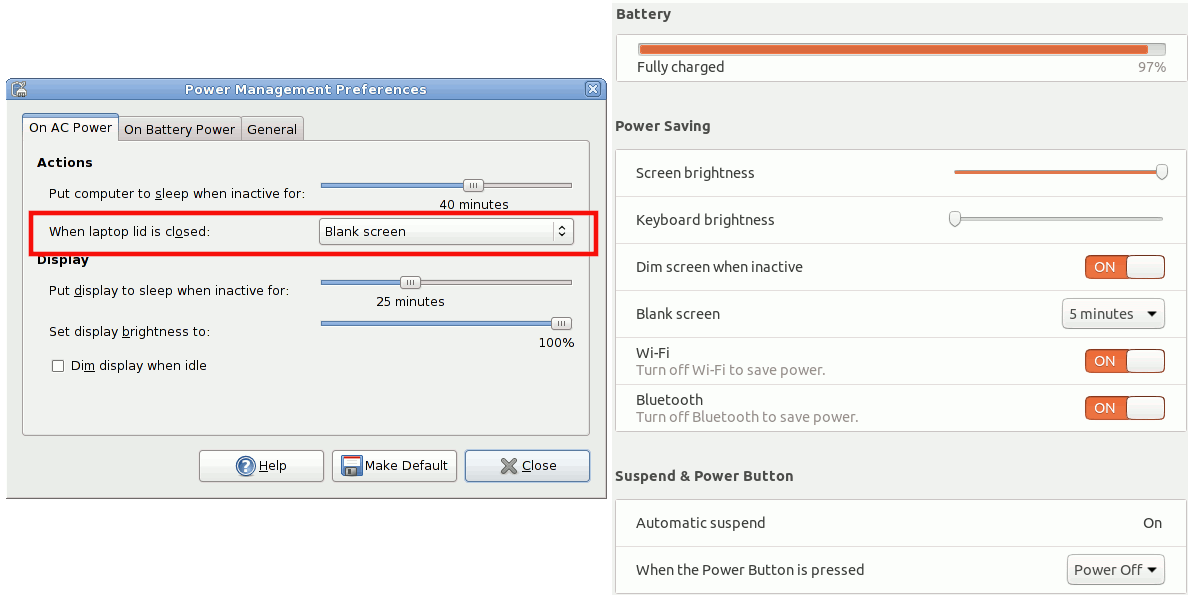 Power Management Preferences
On AC Power
On Battery Power
General
Actions
Put computer to sleep when inactive for:
40 minutes
When laptop lid is closed:
Blank screen
Display
Put display to sleep when inactive for:
25 minutes
Set display brightness to:
100%
Dim display when idle
Help
Make Default
Close
Battery
Fully charged
97%
Power Saving
Screen brightness
Keyboard brightness
Dim screen when inactive
ON
Blank screen
5 minutes
Wi-Fi
ON
Turn off Wi-Fi to save power.
Bluetooth
ON
Turn off Bluetooth to save power.
Suspend & Power Button
Automatic suspend
On
When the Power Button is pressed
Power Off